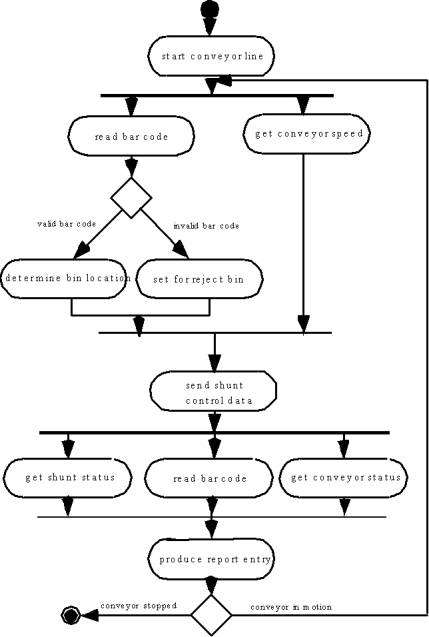 start conveyor line
read bar code
get conveyor speed
valid bar code
invalid bar code
determine bin location
set for reject bin
send shunt
control data
get shunt status
read bar code
get conveyor status
produce report entry
conveyor stopped
conveyor in motion